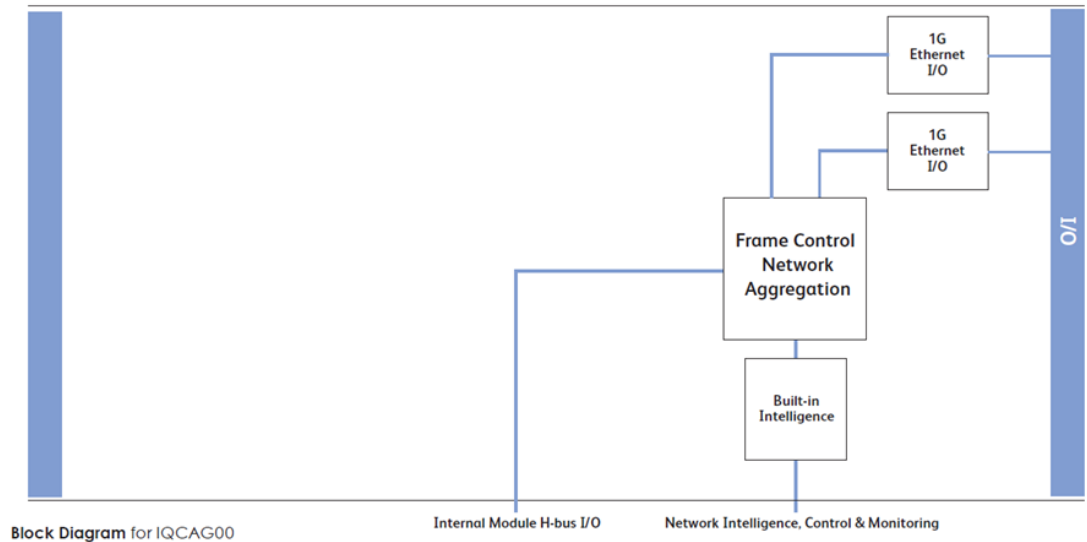 1G
Ethernet
I/O
1G
Ethernet
I/O
I/O
Frame Control
Network
Aggregation
Built-in
Intelligence
Internal Module H-bus I/O
Network Intelligence, Control & Monitoring
Block Diagram for IQCAG00